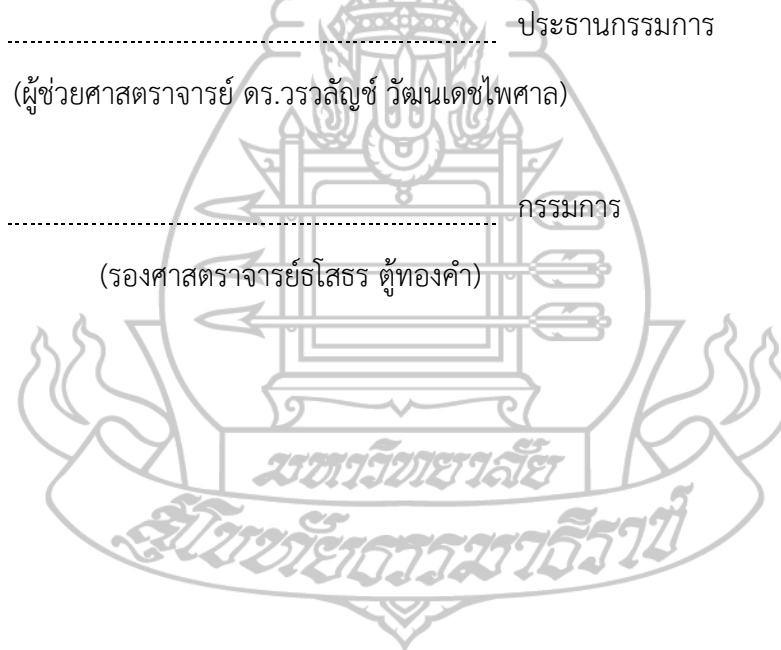 ประธานกรรมการ
(ผู้ช่วยศาสตราจารย์ ดร.วรวลัญช์ วัฒนเดชไพศาล)
กรรมการ
(รองศาสตราจารย์ธโสธร ตู้ทองคำ)
มหาวิทยาลัย
สุโขทัยธรรมาธิราช